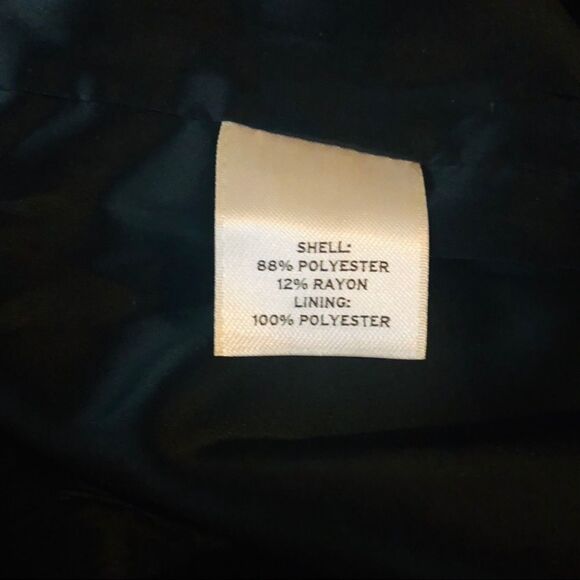 SHELL:
88% POLYESTER
12% RAYON
LINING:
100% POLYESTER